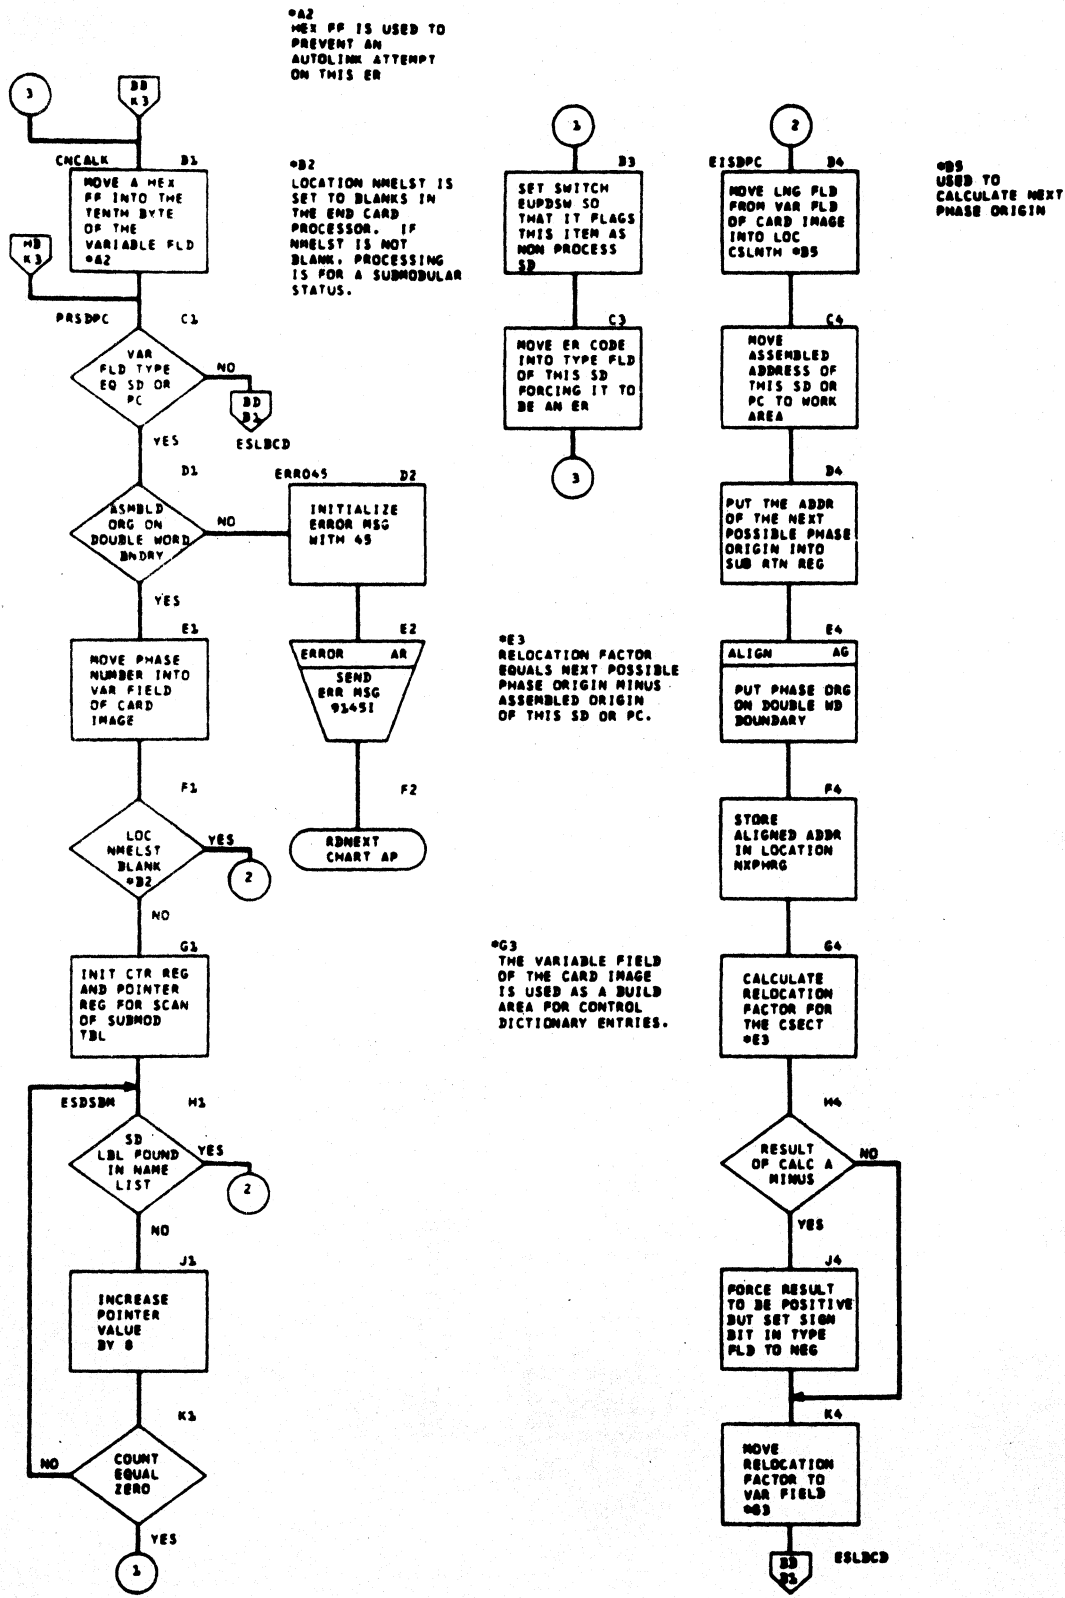 *A2
HEX FF IS USED TO
PREVENT AN
AUTOLINK ATTEMPT
ON THIS ER
3
BD
K3
CNCALK
B1
MOVE A HEX
FF INTO THE
TENTH BYTE
OF THE
VARIABLE FLD
*A2
K3
PRSDPC
C1
VAR
FLD TYPE
EQ SD OR
PC
NO
BD
B1
ESLBCD
YES
D1
ASMBLD
ORG ON
DOUBLE WORD
BNDRY
NO
YES
E1
MOVE PHASE
NUMBER INTO
VAR FIELD
OF CARD
IMAGE
F1
LOC
NMELST
BLANK
*B2
YES
2
NO
G1
INIT CTR REG
AND POINTER
REG FOR SCAN
OF SUBMOD
TBL
ESDSBM
H1
SD
LBL FOUND
IN NAME
LIST
YES
2
NO
J1
INCREASE
POINTER
VALUE
BY 8
K1
COUNT
EQUAL
ZERO
NO
YES
1
*B2
LOCATION NMELST IS
SET TO BLANKS IN
THE END CARD
PROCESSOR. IF
NMELST IS NOT
BLANK, PROCESSING
IS FOR A SUBMODULAR
STATUS.
ERR045
D2
INITIALIZE
ERROR MSG
WITH 45
E2
ERROR AR
SEND
ERR MSG
9145I
F2
RDNEXT
CHART AP
1
B3
SET SWITCH
EUPDSW SO
THAT IT FLAGS
THIS ITEM AS
NON PROCESS
SD
C3
MOVE ER CODE
INTO TYPE FLD
OF THIS SD
FORCING IT TO
BE AN ER
3
*E3
RELOCATION FACTOR
EQUALS NEXT POSSIBLE
PHASE ORIGIN MINUS
ASSEMBLED ORIGIN
OF THIS SD OR PC.
*G3
THE VARIABLE FIELD
OF THE CARD IMAGE
IS USED AS A BUILD
AREA FOR CONTROL
DICTIONARY ENTRIES.
2
EISDPC
B4
MOVE LNG FLD
FROM VAR FLD
OF CARD IMAGE
INTO LOC
CSLNTH *B5
C4
MOVE
ASSEMBLED
ADDRESS OF
THIS SD OR
PC TO WORK
AREA
D4
PUT THE ADDR
OF THE NEXT
POSSIBLE PHASE
ORIGIN INTO
SUB RTN REG
E4
ALIGN AG
PUT PHASE ORG
ON DOUBLE WD
BOUNDARY
F4
STORE
ALIGNED ADDR
IN LOCATION
NXPHRG
G4
CALCULATE
RELOCATION
FACTOR FOR
THE CSECT
*E3
H4
RESULT
OF CALC A
MINUS
NO
YES
J4
FORCE RESULT
TO BE POSITIVE
BUT SET SIGN
BIT IN TYPE
FLD TO NEG
K4
MOVE
RELOCATION
FACTOR TO
VAR FIELD
*G3
BD
B1
ESLBCD
*B5
USED TO
CALCULATE NEXT
PHASE ORIGIN